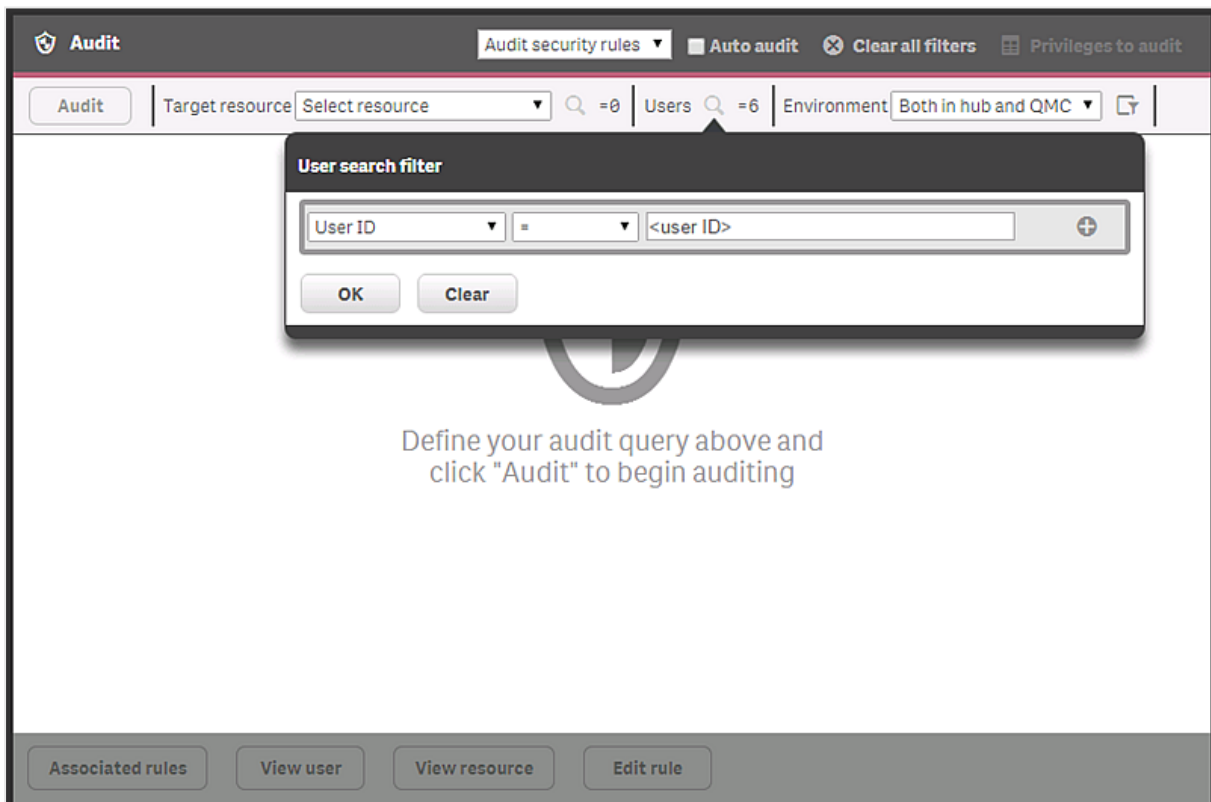 Audit Audit security rules Auto audit Clear all filters Privileges to audit
Audit Target resource Select resource =0 Users =6 Environment Both in hub and QMC
User search filter
User ID = <user ID>
OK Clear
Define your audit query above and
click "Audit" to begin auditing
Associated rules View user View resource Edit rule